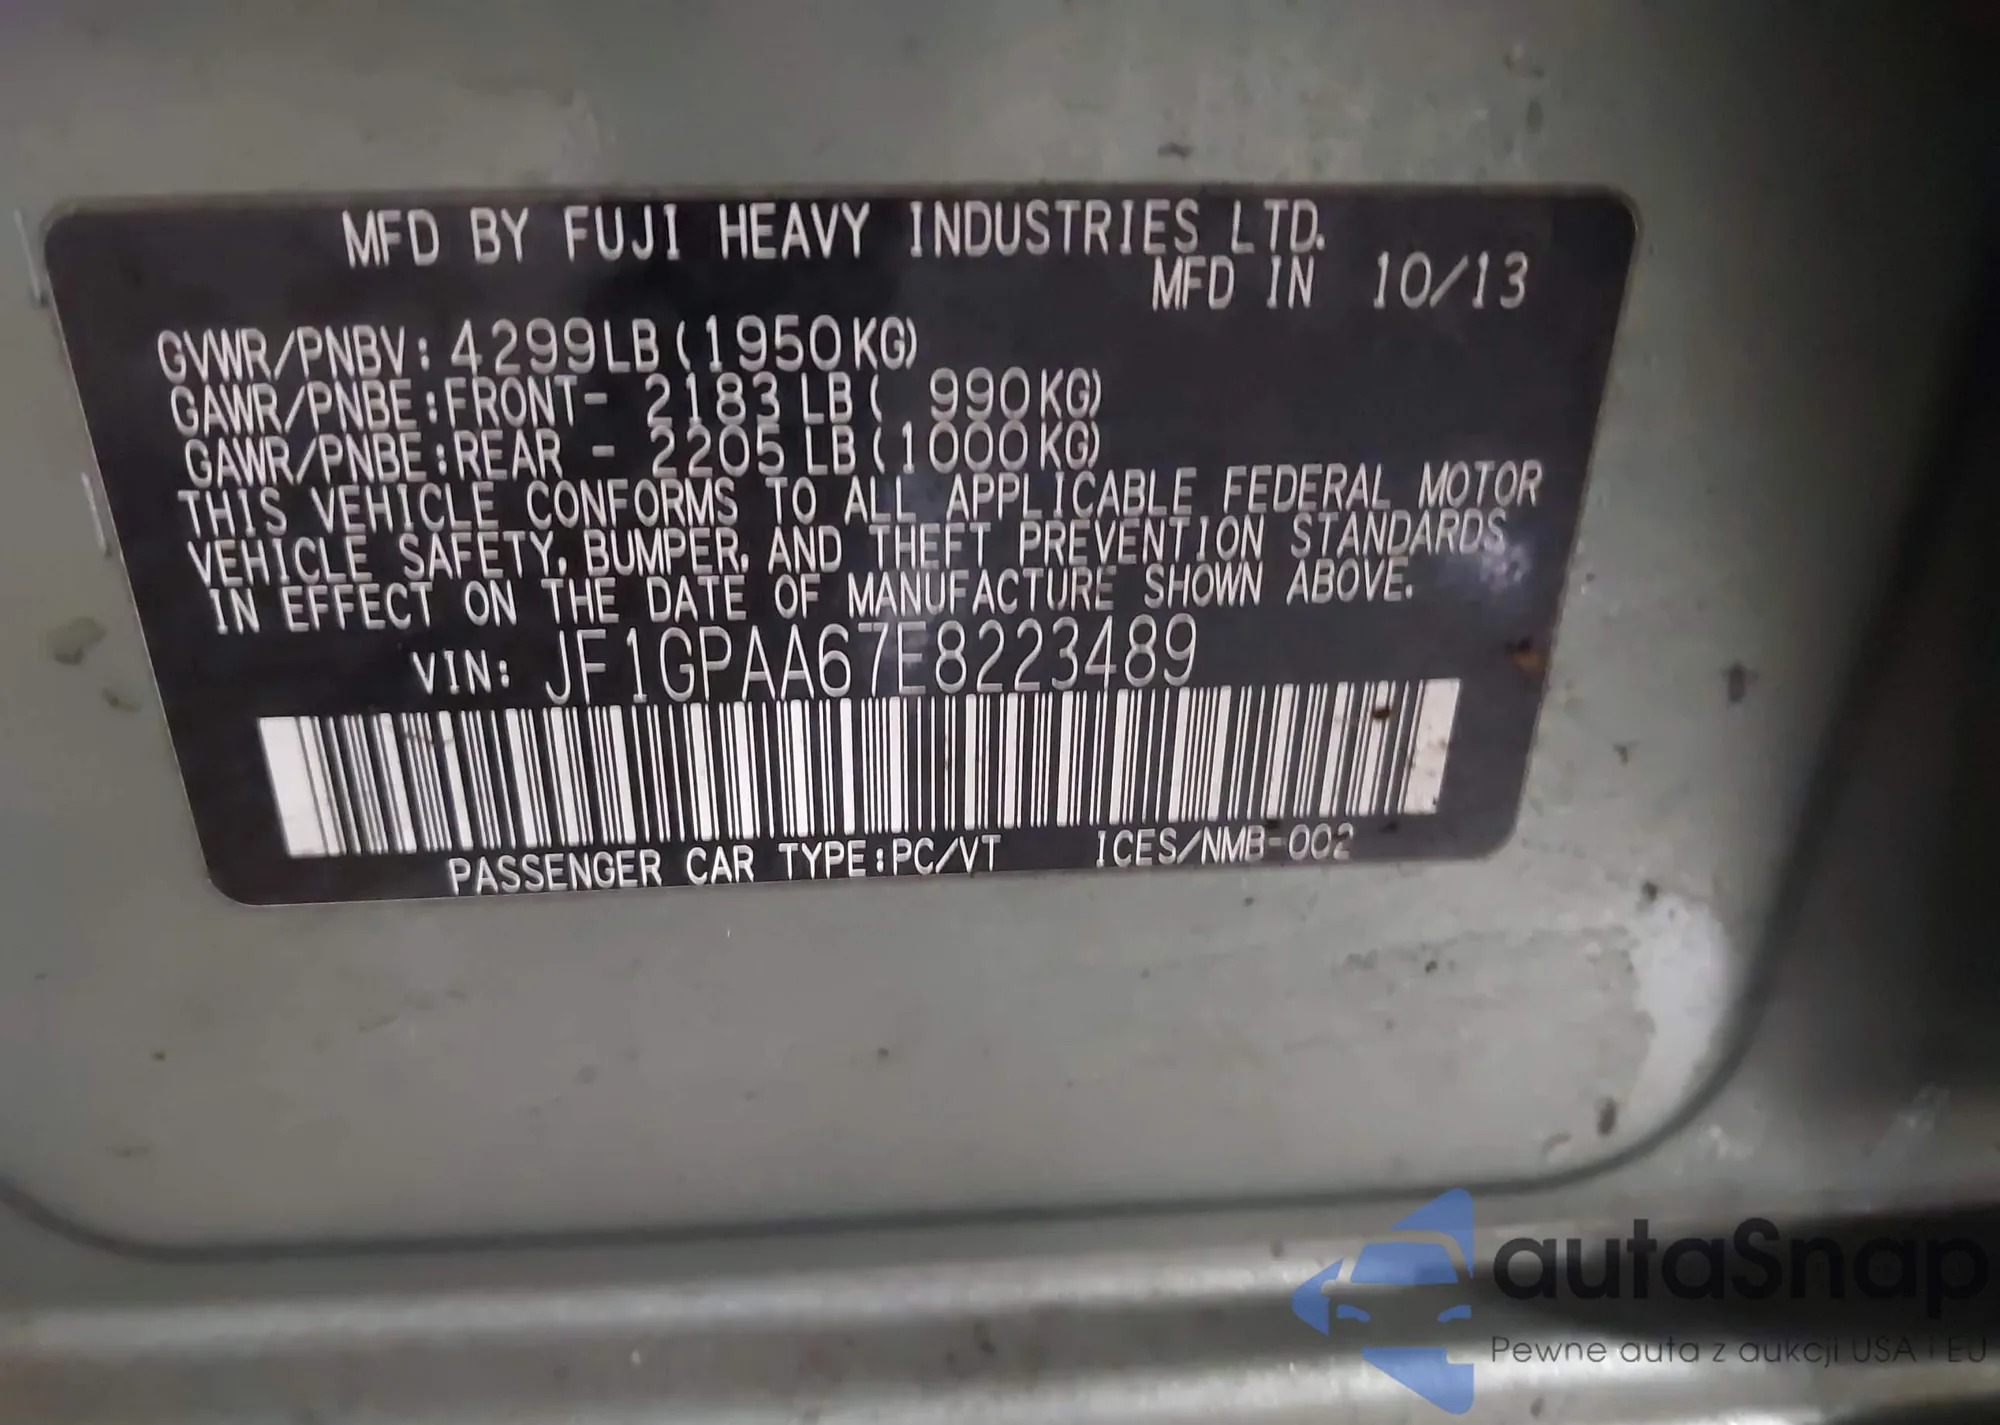 MFD BY FUJI HEAVY INDUSTRIES LTD.
MFD IN 10/13
GVWR/PNBV: 4299LB(1950KG)
GAWR/PNBE:FRONT- 2183 LB( 990KG)
GAWR/PNBE:REAR - 2205 LB(1000KG)
THIS VEHICLE CONFORMS TO ALL APPLICABLE FEDERAL MOTOR
VEHICLE SAFETY, BUMPER, AND THEFT PREVENTION STANDARDS
IN EFFECT ON THE DATE OF MANUFACTURE SHOWN ABOVE.
VIN: JF1GPAA67E8223489
PASSENGER CAR TYPE:PC/VT ICES/NMB-002
autaSnap
Pewne auta z aukcji USA i EU